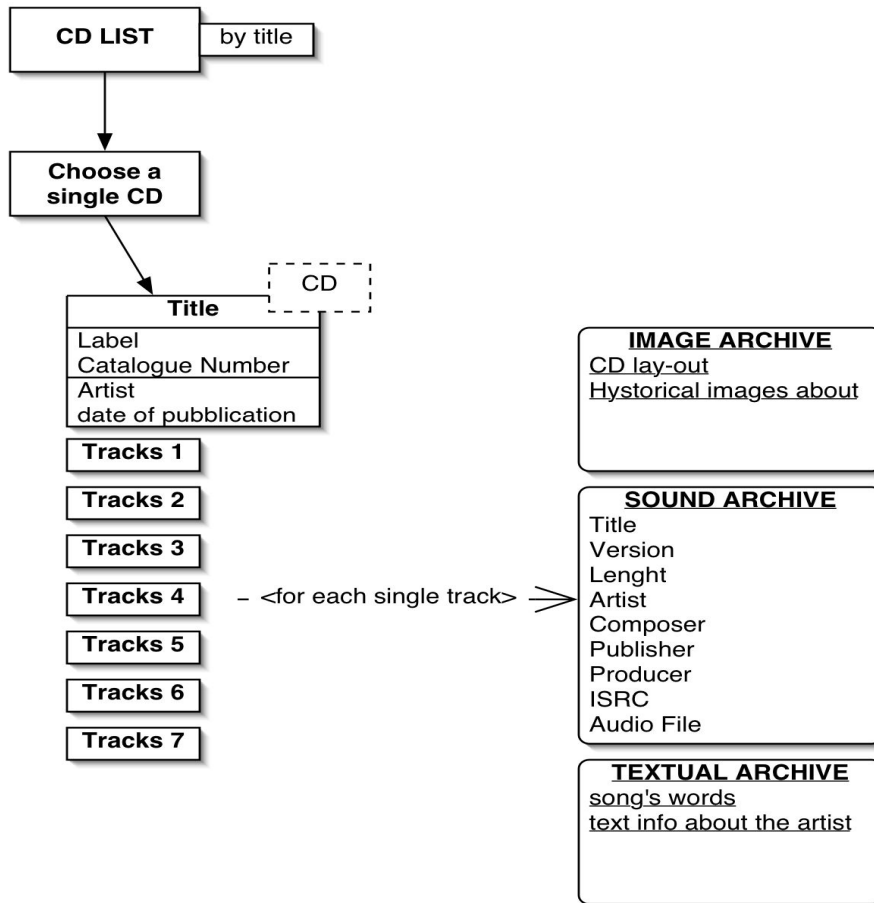 CD LIST
by title
Choose a
single CD
CD
Title
Label
Catalogue Number
Artist
date of pubblication
Tracks 1
Tracks 2
Tracks 3
Tracks 4
Tracks 5
Tracks 6
Tracks 7
<for each single track>
IMAGE ARCHIVE
CD lay-out
Hystorical images about
SOUND ARCHIVE
Title
Version
Lenght
Artist
Composer
Publisher
Producer
ISRC
Audio File
TEXTUAL ARCHIVE
song's words
text info about the artist